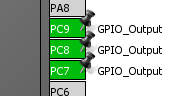 PA8
PC9 GPIO_Output
PC8 GPIO_Output
PC7 GPIO_Output
PC6